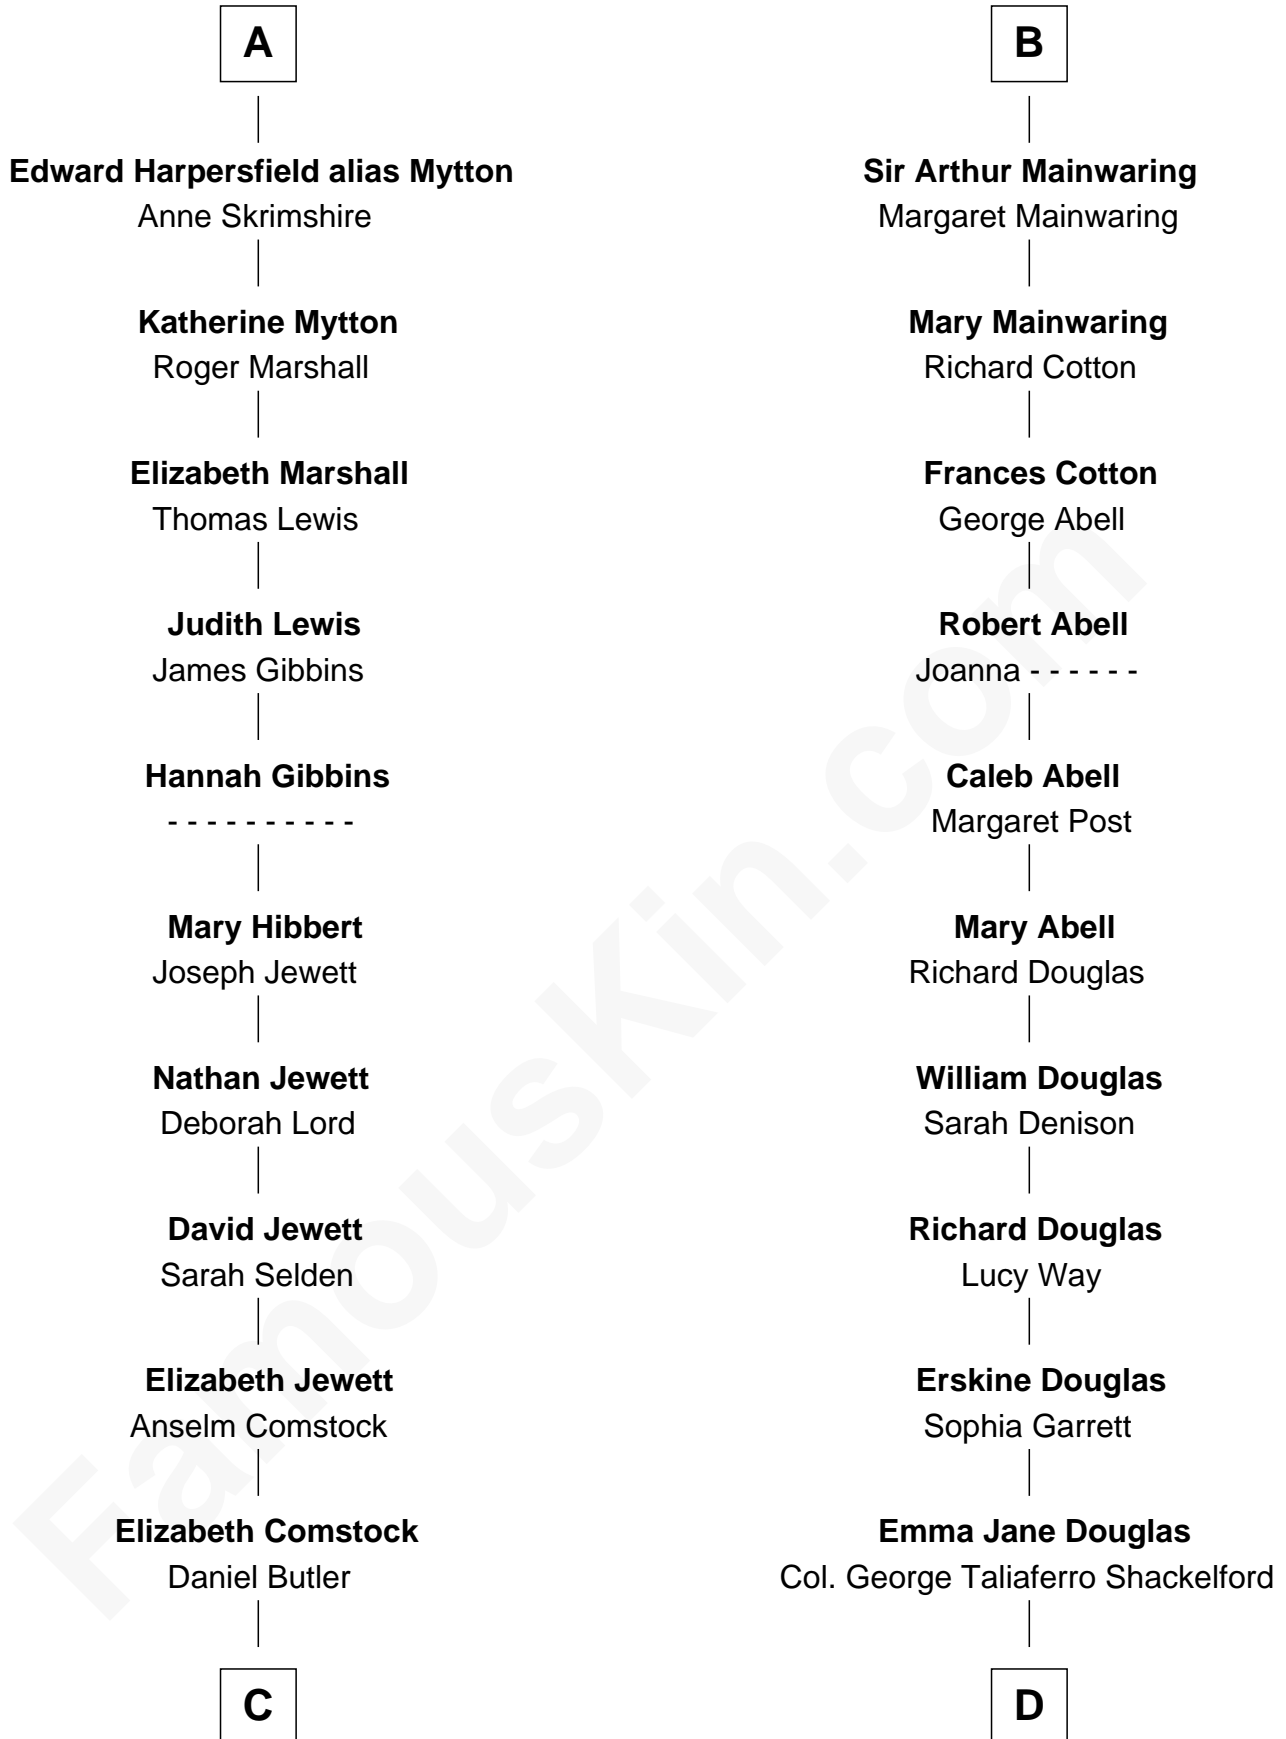 A
Edward Harpersfield alias Mytton
Anne Skrimshire
Katherine Mytton
Roger Marshall
Elizabeth Marshall
Thomas Lewis
Judith Lewis
James Gibbins
Hannah Gibbins
- - - - - - - - - -
Mary Hibbert
Joseph Jewett
Nathan Jewett
Deborah Lord
David Jewett
Sarah Selden
Elizabeth Jewett
Anselm Comstock
Elizabeth Comstock
Daniel Butler
C
B
Sir Arthur Mainwaring
Margaret Mainwaring
Mary Mainwaring
Richard Cotton
Frances Cotton
George Abell
Robert Abell
Joanna - - - - - -
Caleb Abell
Margaret Post
Mary Abell
Richard Douglas
William Douglas
Sarah Denison
Richard Douglas
Lucy Way
Erskine Douglas
Sophia Garrett
Emma Jane Douglas
Col. George Taliaferro Shackelford
D
FamousKin.com